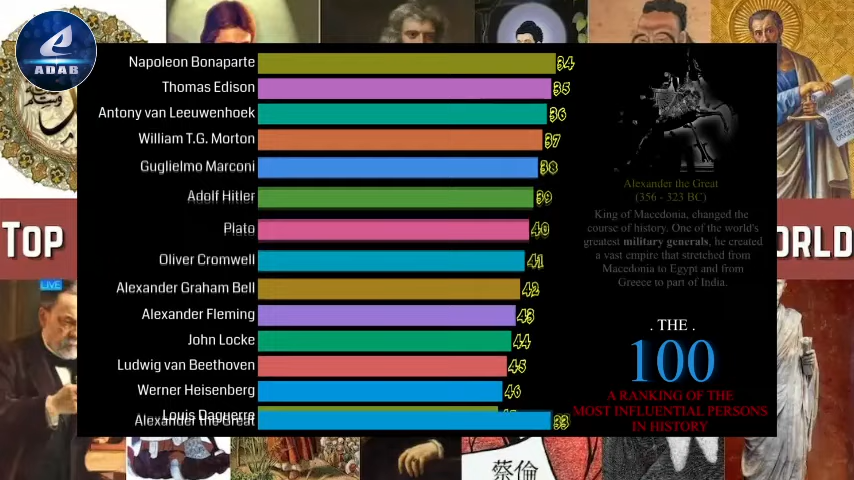 ADAB
Napoleon Bonaparte 34
Thomas Edison 35
Antony van Leeuwenhoek 36
William T.G. Morton 37
Guglielmo Marconi 38
Adolf Hitler 39
Plato 40
Oliver Cromwell 41
Alexander Graham Bell 42
Alexander Fleming 43
John Locke 44
Ludwig van Beethoven 45
Werner Heisenberg 46
Louis Daguerre
Alexander the Great 33
Alexander the Great
(356 - 323 BC)
King of Macedonia, changed the
course of history. One of the world's
greatest military generals, he created
a vast empire that stretched from
Macedonia to Egypt and from
Greece to part of India.
. THE .
100
A RANKING OF THE
MOST INFLUENTIAL PERSONS
IN HISTORY
TOP
ORLD
LIVE
蔡倫